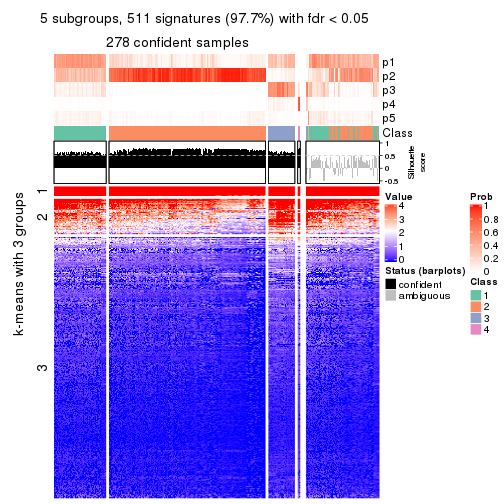 5 subgroups, 511 signatures (97.7%) with fdr < 0.05
278 confident samples
p1
p2
p3
p4
p5
Class
1
0.5
0
-0.5
Silhouette
score
k-means with 3 groups
1
2
3
Value
4
3
2
1
0
Status (barplots)
confident
ambiguous
Prob
1
0.8
0.6
0.4
0.2
0
Class
1
2
3
4